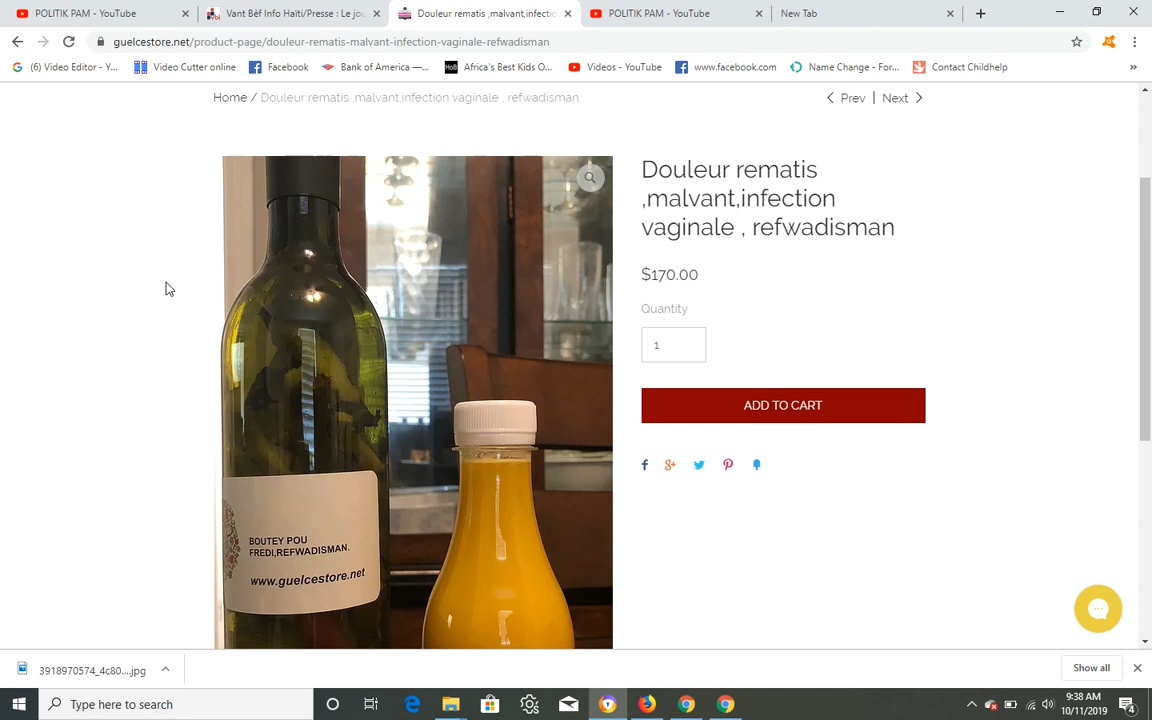 POLITIK PAM - YouTube
Vant Bèf Info Haïti/Presse : Le jou
Douleur rematis ,malvant,infectio
POLITIK PAM - YouTube
New Tab
guelcestore.net/product-page/douleur-rematis-malvant-infection-vaginale-refwadisman
(6) Video Editor - Y...
Video Cutter online
Facebook
Bank of America —...
HoB
Africa's Best Kids O...
Videos - YouTube
www.facebook.com
Name Change - For...
Contact Childhelp
Home / Douleur rematis ,malvant,infection vaginale , refwadisman
Prev | Next
Douleur rematis
,malvant,infection
vaginale , refwadisman
$170.00
Quantity
1
ADD TO CART
BOUTEY POU
FREDI,REFWADISMAN.
www.guelcestore.net
3918970574_4c80....jpg
Show all
Type here to search
9:38 AM
10/11/2019
4